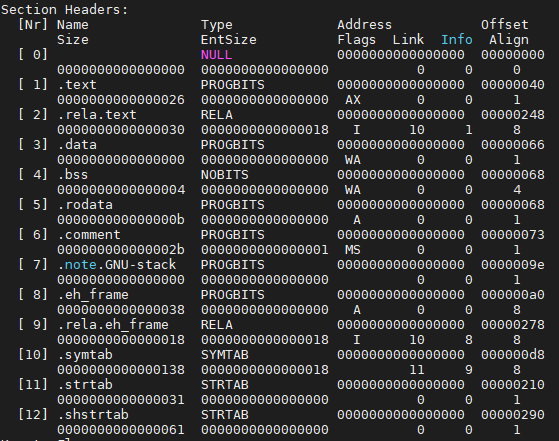 Section Headers:
  [Nr] Name              Type             Address           Offset
       Size              EntSize          Flags  Link  Info  Align
  [ 0]                   NULL             0000000000000000  00000000
       0000000000000000  0000000000000000           0     0     0
  [ 1] .text             PROGBITS         0000000000000000  00000040
       0000000000000026  0000000000000000  AX       0     0     1
  [ 2] .rela.text        RELA             0000000000000000  00000248
       0000000000000030  0000000000000018   I      10     1     8
  [ 3] .data             PROGBITS         0000000000000000  00000066
       0000000000000000  0000000000000000  WA       0     0     1
  [ 4] .bss              NOBITS           0000000000000000  00000068
       0000000000000004  0000000000000000  WA       0     0     4
  [ 5] .rodata           PROGBITS         0000000000000000  00000068
       000000000000000b  0000000000000000   A       0     0     1
  [ 6] .comment          PROGBITS         0000000000000000  00000073
       000000000000002b  0000000000000001  MS       0     0     1
  [ 7] .note.GNU-stack   PROGBITS         0000000000000000  0000009e
       0000000000000000  0000000000000000           0     0     1
  [ 8] .eh_frame         PROGBITS         0000000000000000  000000a0
       0000000000000038  0000000000000000   A       0     0     8
  [ 9] .rela.eh_frame    RELA             0000000000000000  00000278
       0000000000000018  0000000000000018   I      10     8     8
  [10] .symtab           SYMTAB           0000000000000000  000000d8
       0000000000000138  0000000000000018          11     9     8
  [11] .strtab           STRTAB           0000000000000000  00000210
       0000000000000031  0000000000000000           0     0     1
  [12] .shstrtab         STRTAB           0000000000000000  00000290
       0000000000000061  0000000000000000           0     0     1